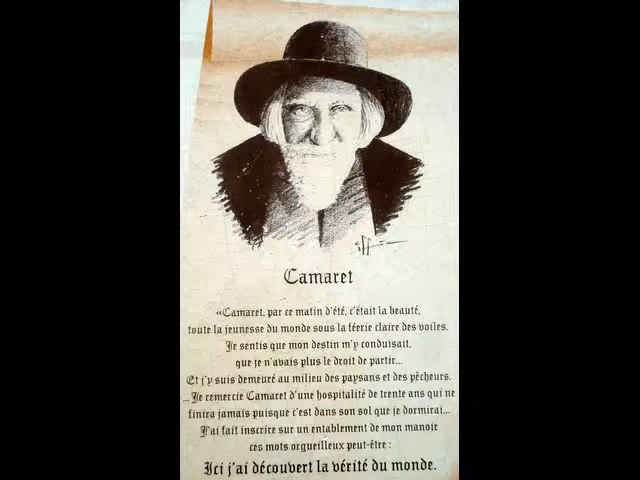 Camaret
«Camaret, par ce matin d'été, c'était la beauté,
toute la jeunesse du monde sous la féerie claire des voiles.
Je sentis que mon destin m'y conduisait,
que je n'avais plus le droit de partir...
Et j'y suis demeuré au milieu des paysans et des pêcheurs.
...Je remercie Camaret d'une hospitalité de trente ans qui ne
finira jamais puisque c'est dans son sol que je dormirai...
J'ai fait inscrire sur un entablement de mon manoir
ces mots orgueilleux peut-être :
Ici j'ai découvert la vérité du monde.